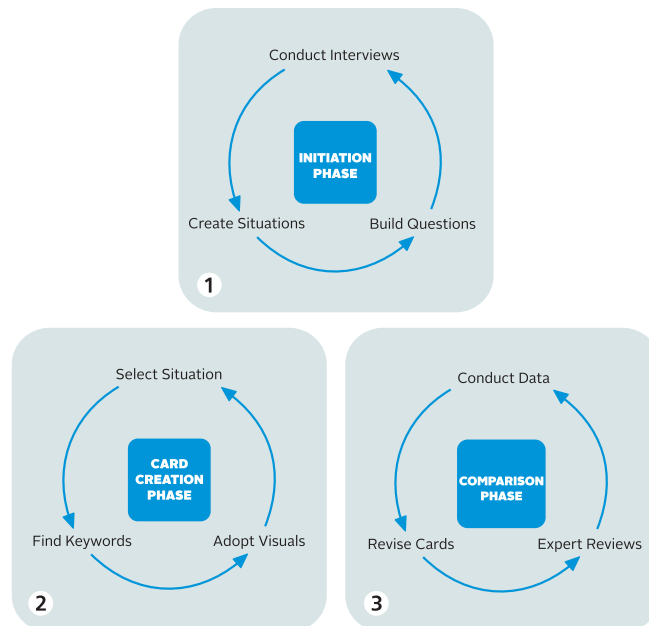 Conduct Interviews
INITIATION
PHASE
Create Situations
Build Questions
1
Select Situation
CARD
CREATION
PHASE
Find Keywords
Adopt Visuals
2
Conduct Data
COMPARISON
PHASE
Revise Cards
Expert Reviews
3